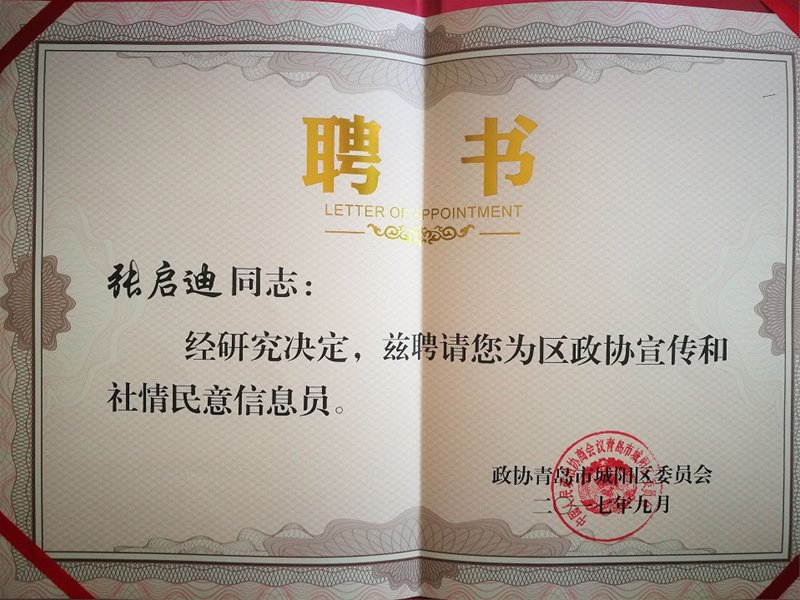 聘书
LETTER OF APPOINTMENT
张启迪同志：
经研究决定，兹聘请您为区政协宣传和
社情民意信息员。
政协青岛市城阳区委员会
二〇一七年九月